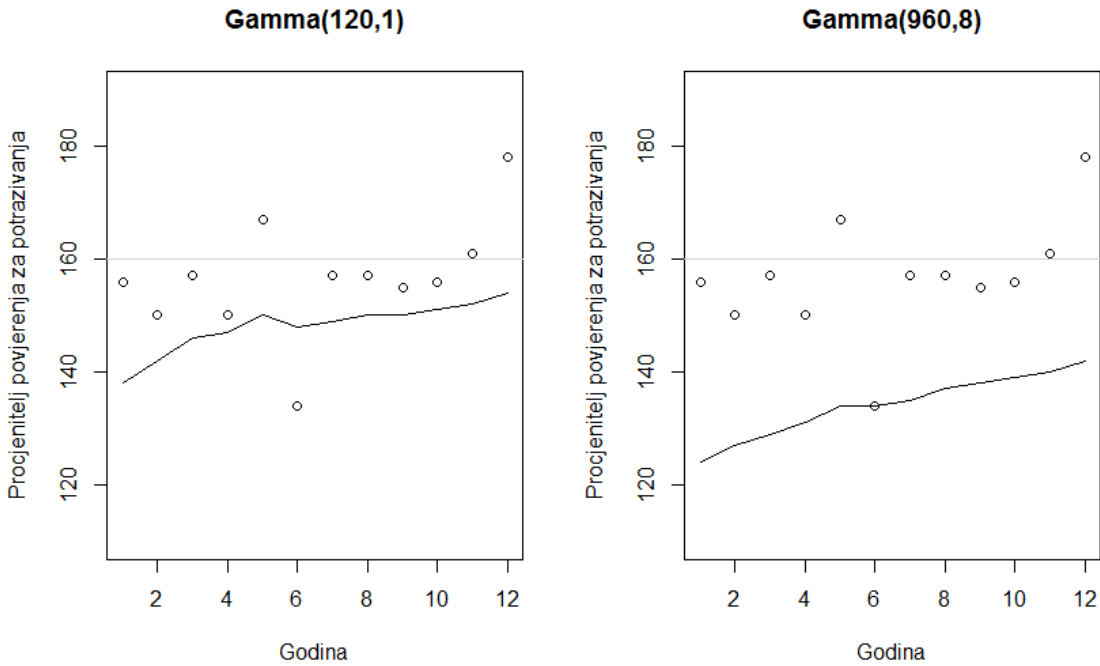 Gamma(120,1)
Procjenitelj povjerenja za potrazivanja
180
160
140
120
2 4 6 8 10 12
Godina
Gamma(960,8)
Procjenitelj povjerenja za potrazivanja
180
160
140
120
2 4 6 8 10 12
Godina